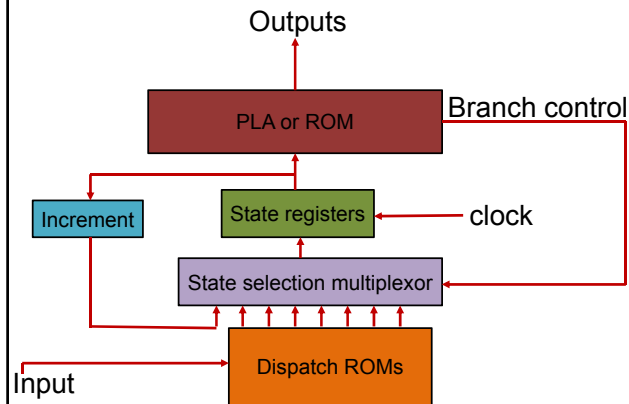 Outputs
PLA or ROM
Branch control
Increment
State registers
clock
State selection multiplexor
Dispatch ROMs
Input